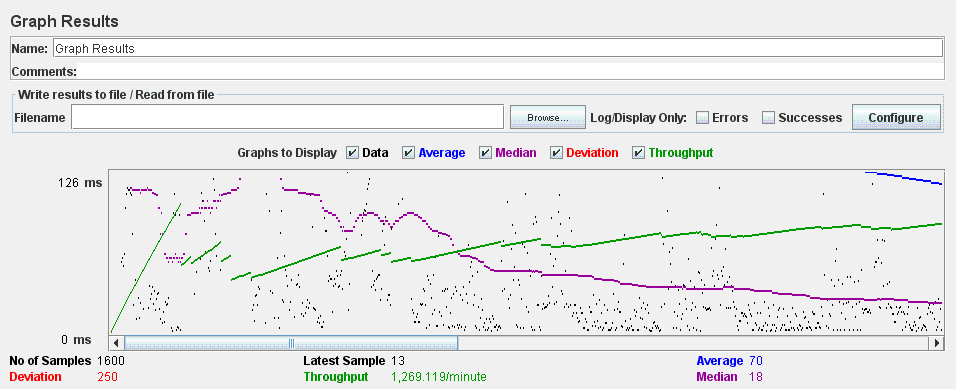 Graph Results
Name: Graph Results
Comments:
Write results to file / Read from file
Filename Browse... Log/Display Only: Errors Successes Configure
Graphs to Display Data Average Median Deviation Throughput
126 ms
0 ms
No of Samples 1600 Latest Sample 13 Average 70
Deviation 250 Throughput 1,269.119/minute Median 18